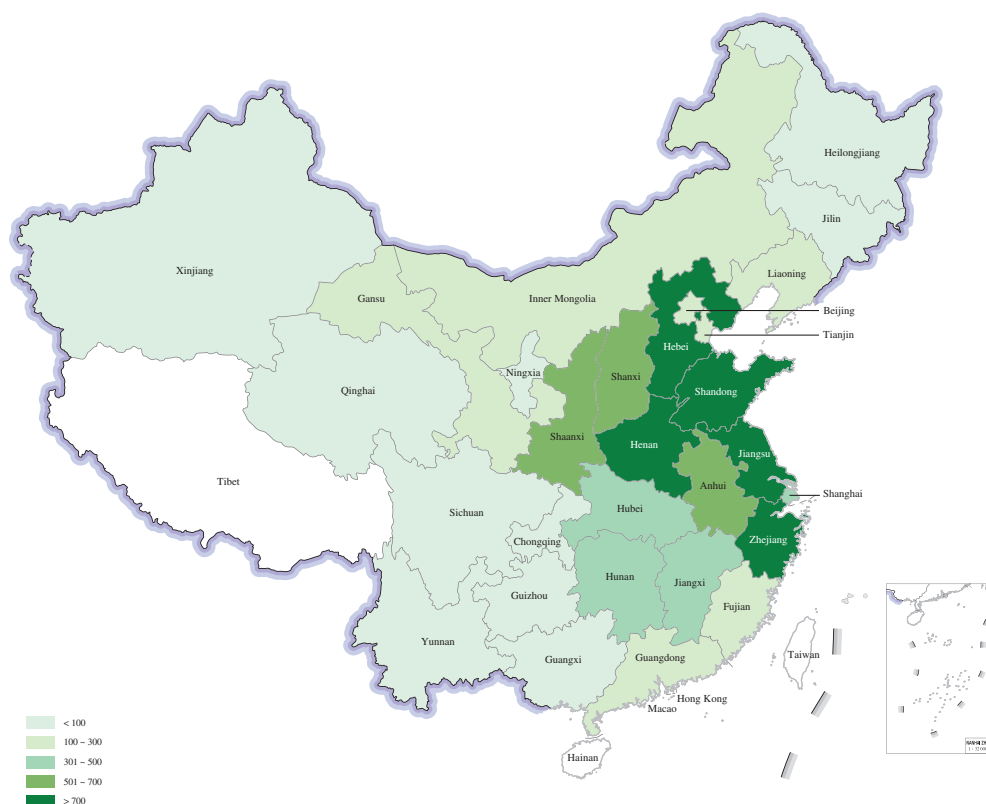 Heilongjiang
Jilin
Xinjiang
Liaoning
Gansu
Inner Mongolia
Beijing
Tianjin
Hebei
Ningxia
Shanxi
Qinghai
Shandong
Shaanxi
Henan
Jiangsu
Tibet
Anhui
Shanghai
Sichuan
Hubei
Chongqing
Zhejiang
Hunan
Jiangxi
Guizhou
Fujian
Yunnan
Guangxi
Guangdong
Taiwan
Hong Kong
Macao
Hainan
< 100
100 – 300
301 – 500
501 – 700
> 700